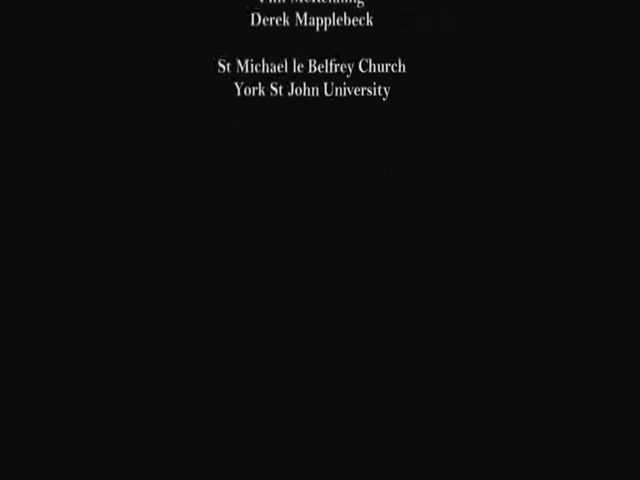 Derek Mapplebeck
St Michael le Belfrey Church
York St John University